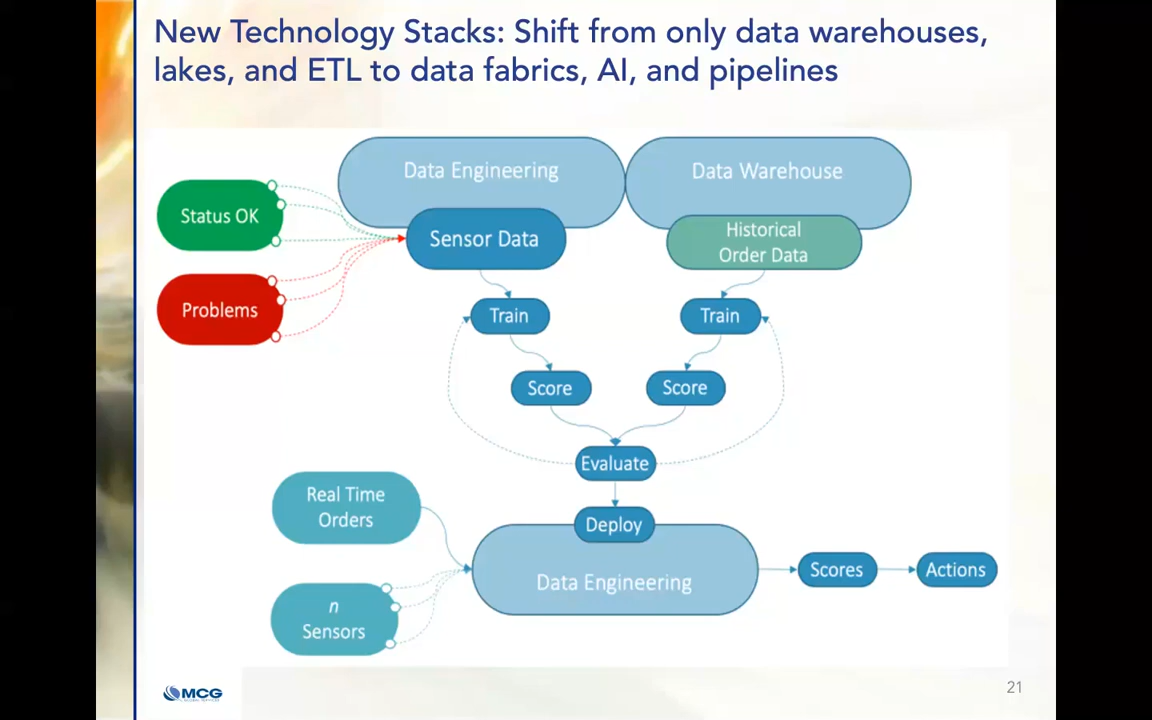 New Technology Stacks: Shift from only data warehouses,
lakes, and ETL to data fabrics, AI, and pipelines
Data Engineering
Data Warehouse
Status OK
Sensor Data
Historical
Order Data
Problems
Train
Train
Score
Score
Evaluate
Real Time
Orders
Deploy
Data Engineering
Scores
Actions
n
Sensors
MCG
21